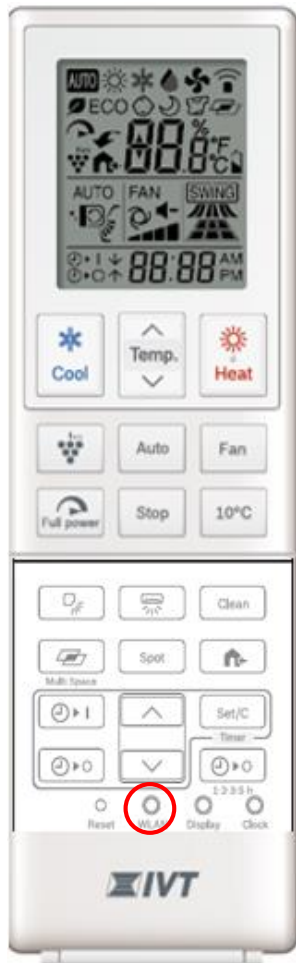 AUTO
ECO
88.8 % °F °C
AUTO FAN SWING
88:88 AM PM
Cool
Temp.
Heat
Auto
Fan
Full power
Stop
10°C
Clean
Multi Space
Spot
I
Set/C
Timer
O
O
1·2·3·5 h
Reset
WLAN
Display
Clock
IVT